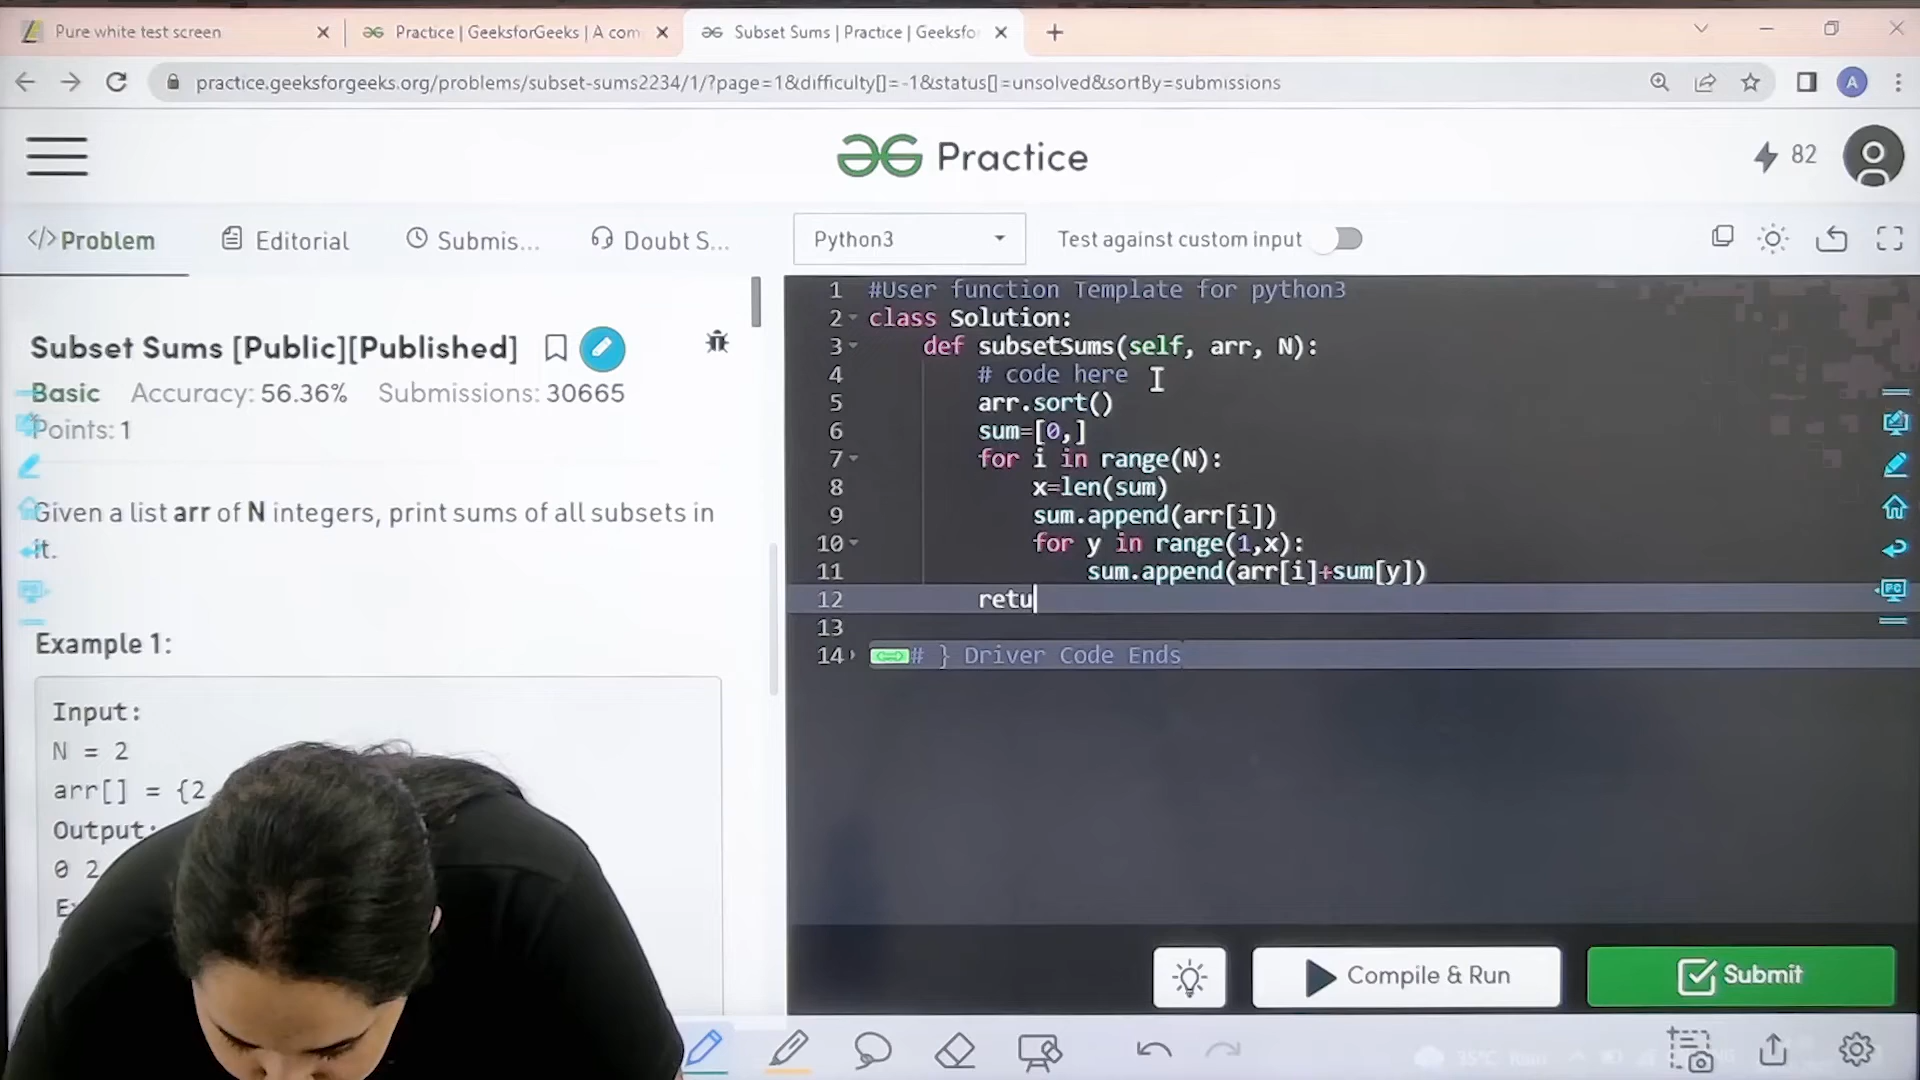 Pure white test screen
Practice | GeeksforGeeks | A com
Subset Sums | Practice | Geeksfo
practice.geeksforgeeks.org/problems/subset-sums2234/1/?page=1&difficulty[]=-1&status[]=unsolved&sortBy=submissions
A
Practice
82
</> Problem
Editorial
Submis...
Doubt S...
Python3
Test against custom input
Subset Sums [Public][Published]
Basic Accuracy: 56.36% Submissions: 30665
Points: 1
Given a list arr of N integers, print sums of all subsets in
it.
Example 1:
Input:
N = 2
arr[] = {2
Output:
0 2
1 #User function Template for python3
2 class Solution:
3 def subsetSums(self, arr, N):
4 # code here
5 arr.sort()
6 sum=[0,]
7 for i in range(N):
8 x=len(sum)
9 sum.append(arr[i])
10 for y in range(1,x):
11 sum.append(arr[i]+sum[y])
12 retu
13
14 # } Driver Code Ends
Compile & Run
Submit
35°C Rain